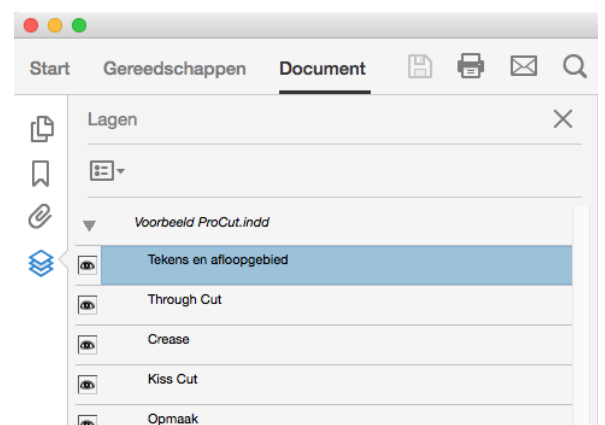 Start Gereedschappen Document
Lagen
Voorbeeld ProCut.indd
Tekens en afloopgebied
Through Cut
Crease
Kiss Cut
Opmaak